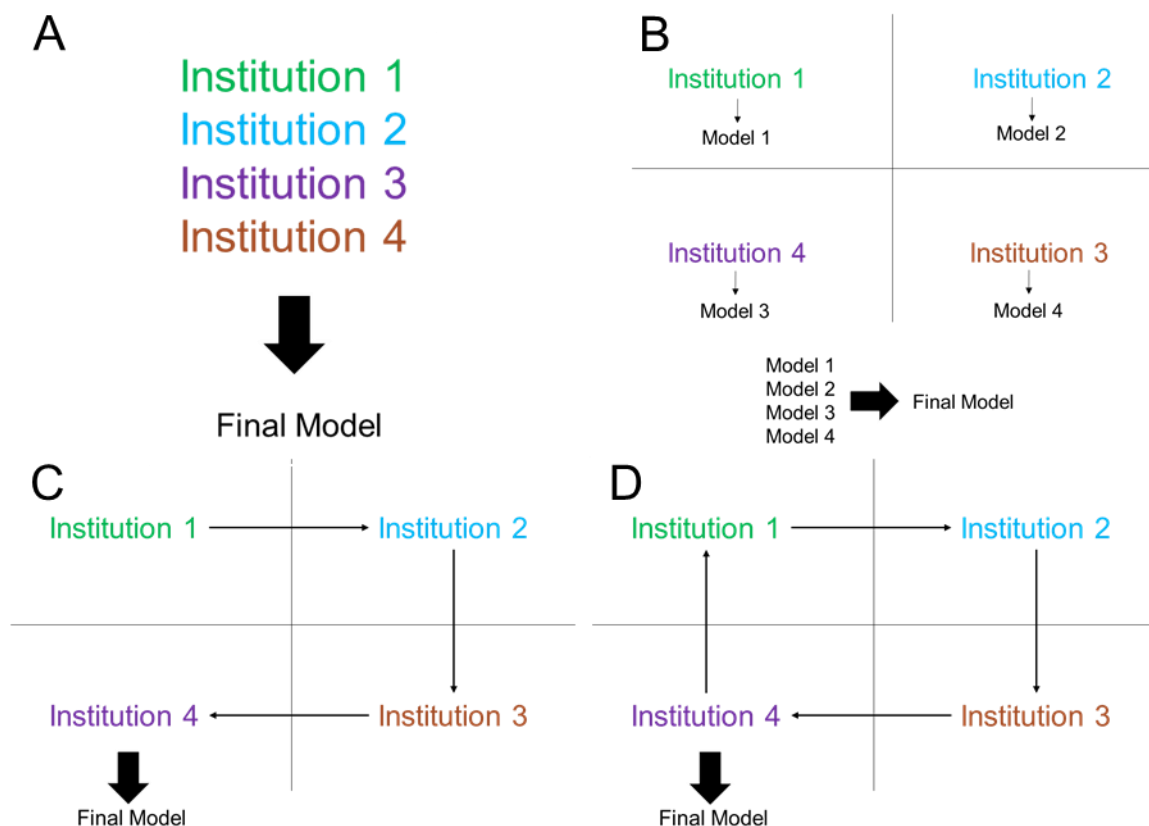 A
Institution 1
Institution 2
Institution 3
Institution 4
Final Model
B
Institution 1
Institution 2
Model 1
Model 2
Institution 4
Institution 3
Model 3
Model 4
Model 1
Model 2
Model 3
Model 4
Final Model
C
Institution 1
Institution 2
Institution 4
Institution 3
Final Model
D
Institution 1
Institution 2
Institution 4
Institution 3
Final Model